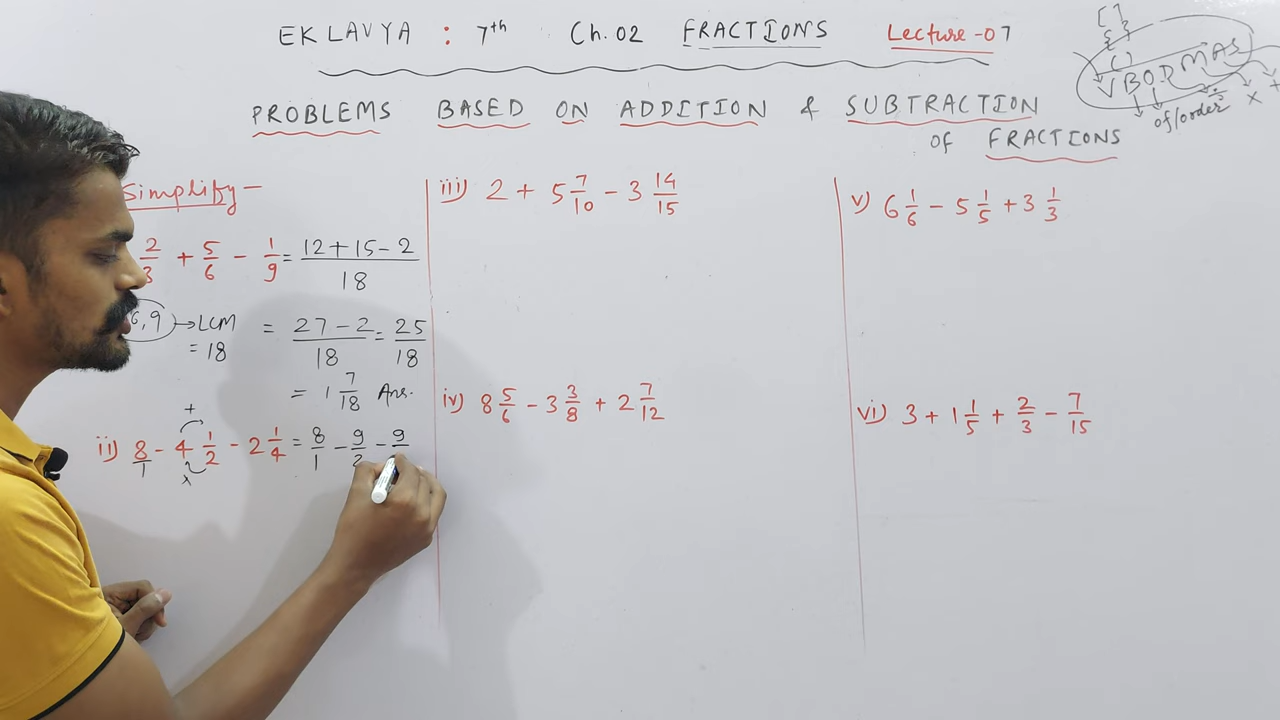 EKLAVYA : 7th Ch.02 FRACTIONS Lecture-07
[ ]
{ }
( )
VBODMAS
of/order ÷ × +
PROBLEMS BASED ON ADDITION & SUBTRACTION
OF FRACTIONS
Simplify-
2/3 + 5/6 - 1/9 = 12+15-2/18
6,9 → LCM = 27-2/18 = 25/18
= 18
= 1 7/18 Ans.
+
ii) 8/1 - 4 1/2 - 2 1/4 = 8/1 - 9/2 - 9
×
iii) 2 + 5 7/10 - 3 14/15
iv) 8 5/6 - 3 3/8 + 2 7/12
v) 6 1/6 - 5 1/5 + 3 1/3
vi) 3 + 1 1/5 + 2/3 - 7/15